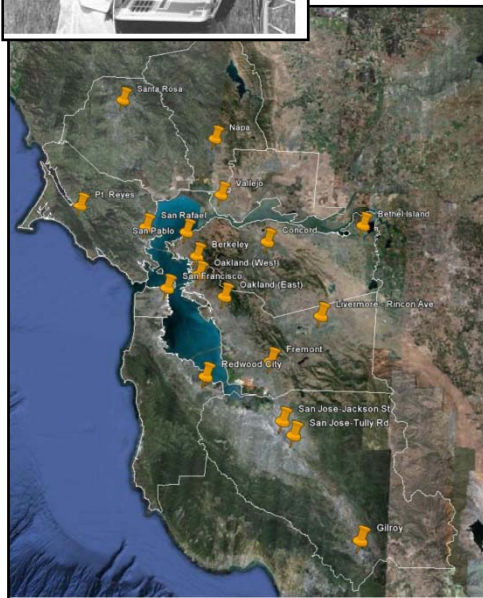 Santa Rosa
Napa
Vallejo
Pt. Reyes
San Rafael
San Pablo
Bethel Island
Concord
Berkeley
Oakland (West)
San Francisco
Oakland (East)
Livermore - Rincon Ave
Fremont
Redwood City
San Jose-Jackson St
San Jose-Tully Rd
Gilroy